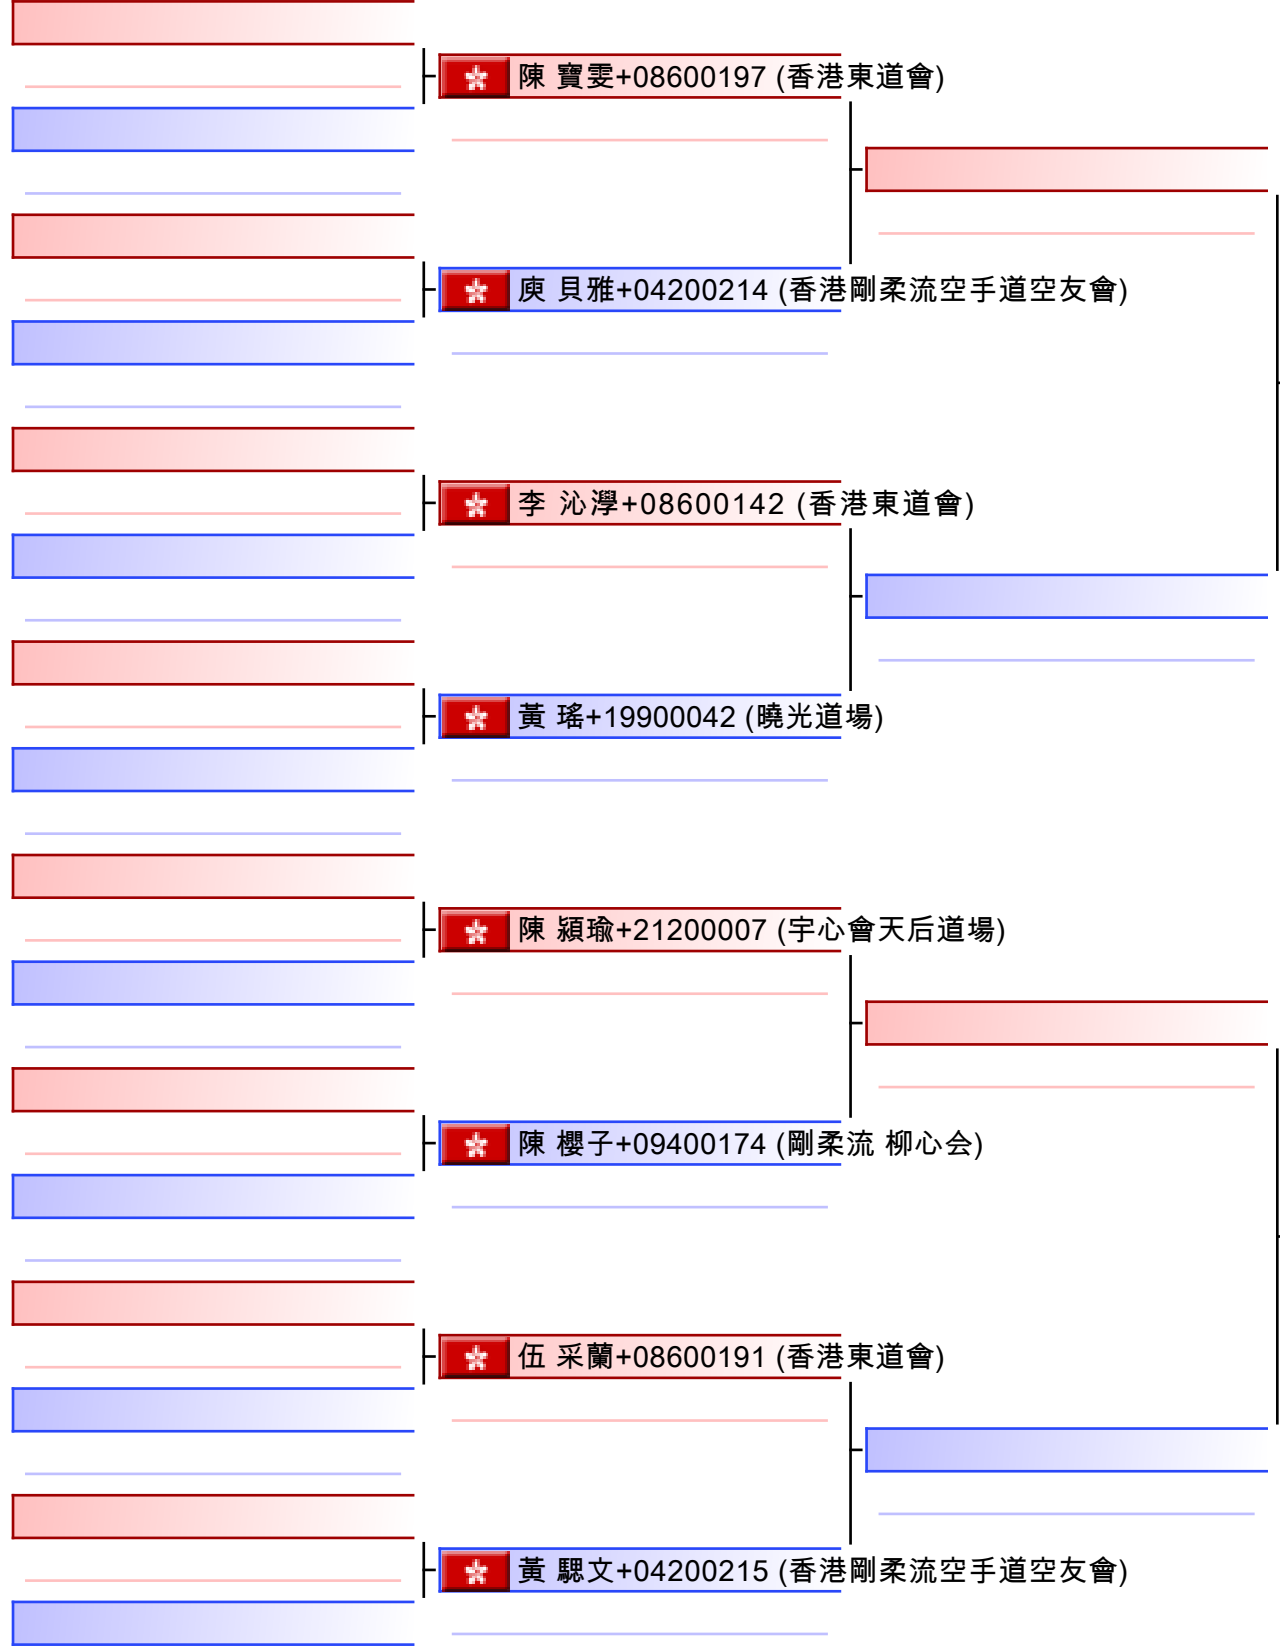 陳 寶雯+08600197 (香港東道會)
庾 貝雅+04200214 (香港剛柔流空手道空友會)
李 沁澩+08600142 (香港東道會)
黃 瑤+19900042 (曉光道場)
陳 潁瑜+21200007 (宇心會天后道場)
陳 櫻子+09400174 (剛柔流 柳心会)
伍 采蘭+08600191 (香港東道會)
黃 騦文+04200215 (香港剛柔流空手道空友會)